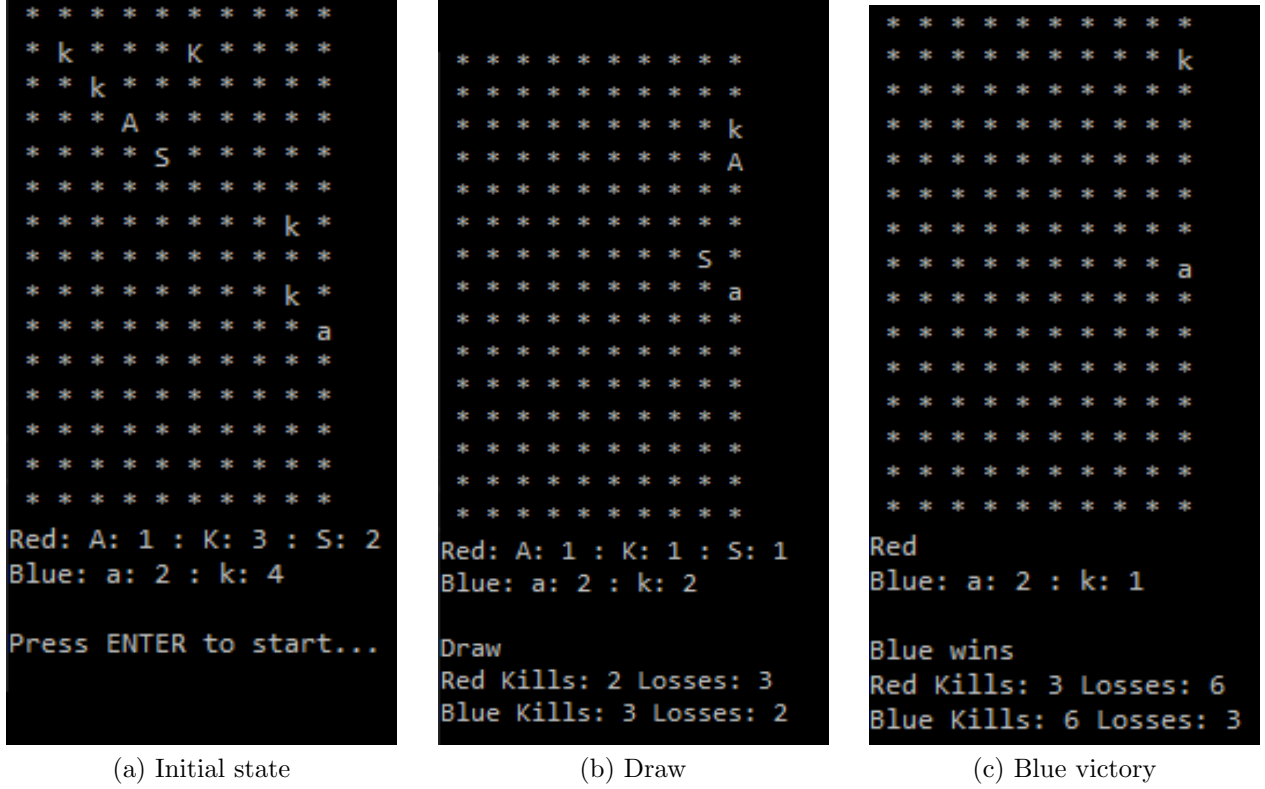 * * * * * * * * * *
* k * * * K * * * *
* * k * * * * * * *
* * * A * * * * * *
* * * * S * * * * *
* * * * * * * * * *
* * * * * * * * k *
* * * * * * * * * *
* * * * * * * * k *
* * * * * * * * * a
* * * * * * * * * *
* * * * * * * * * *
* * * * * * * * * *
* * * * * * * * * *
* * * * * * * * * *
Red: A: 1 : K: 3 : S: 2
Blue: a: 2 : k: 4
Press ENTER to start...
(a) Initial state
* * * * * * * * * *
* * * * * * * * * *
* * * * * * * * * k
* * * * * * * * * A
* * * * * * * * * *
* * * * * * * * * *
* * * * * * * * S *
* * * * * * * * * a
* * * * * * * * * *
* * * * * * * * * *
* * * * * * * * * *
* * * * * * * * * *
* * * * * * * * * *
* * * * * * * * * *
* * * * * * * * * *
Red: A: 1 : K: 1 : S: 1
Blue: a: 2 : k: 2
Draw
Red Kills: 2 Losses: 3
Blue Kills: 3 Losses: 2
(b) Draw
* * * * * * * * * *
* * * * * * * * * k
* * * * * * * * * *
* * * * * * * * * *
* * * * * * * * * *
* * * * * * * * * *
* * * * * * * * * *
* * * * * * * * * a
* * * * * * * * * *
* * * * * * * * * *
* * * * * * * * * *
* * * * * * * * * *
* * * * * * * * * *
* * * * * * * * * *
* * * * * * * * * *
Red
Blue: a: 2 : k: 1
Blue wins
Red Kills: 3 Losses: 6
Blue Kills: 6 Losses: 3
(c) Blue victory